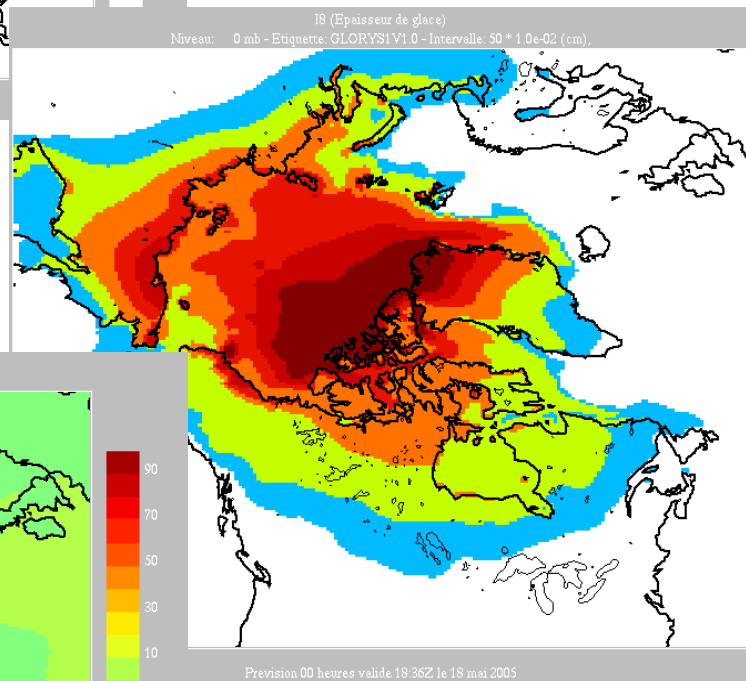 I8 (Epaisseur de glace)
Niveau: 0 mb - Etiquette: GLORYS1V1.0 - Intervalle: 50 * 1.0e-02 (cm),
90
70
50
30
10
Prevision 00 heures valide 18:36Z le 18 mai 2005